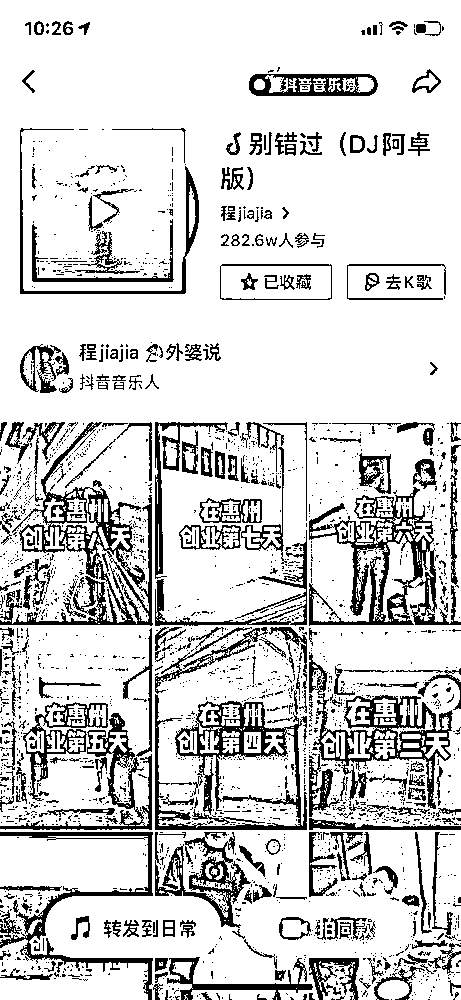 10:26
抖音音乐榜
别错过（DJ阿卓
版）
程jiajia
282.6w人参与
已收藏
去K歌
程jiajia
外婆说
抖音音乐人
在惠州
创业第八天
在惠州
创业第七天
在惠州
创业第六天
在惠州
创业第五天
在惠州
创业第四天
在惠州
创业第三天
创
转发到日常
拍同款